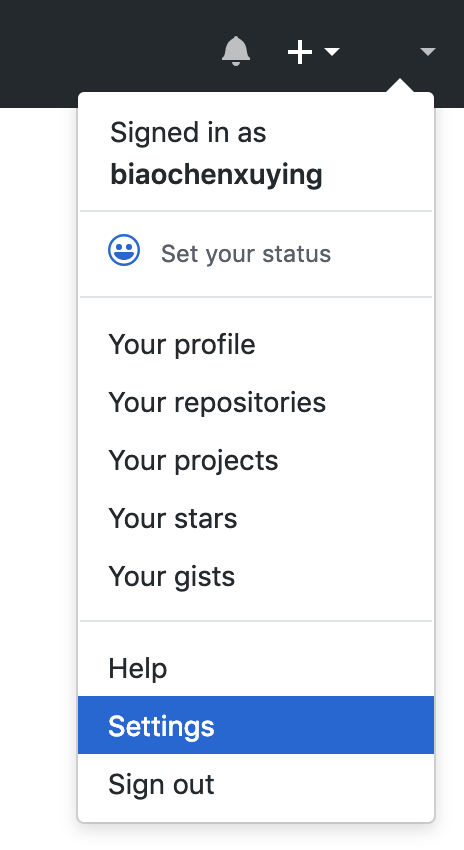 Signed in as
biaochenxuying
Set your status
Your profile
Your repositories
Your projects
Your stars
Your gists
Help
Settings
Sign out